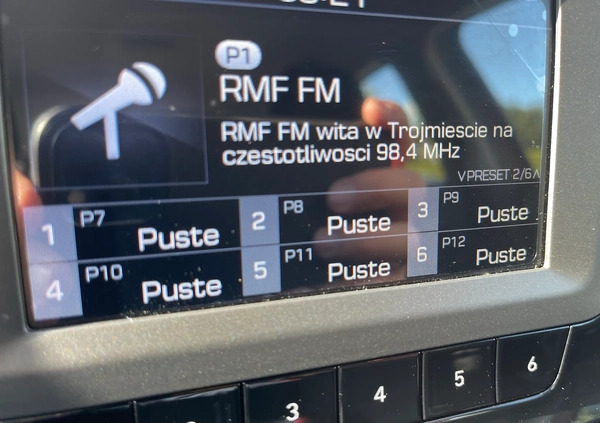 P1
RMF FM
RMF FM wita w Trojmiescie na
czestotliwosci 98,4 MHz
V PRESET 2/6 Λ
1 P7 Puste 2 P8 Puste 3 P9 Puste
4 P10 Puste 5 P11 Puste 6 P12 Puste
3 4 5 6